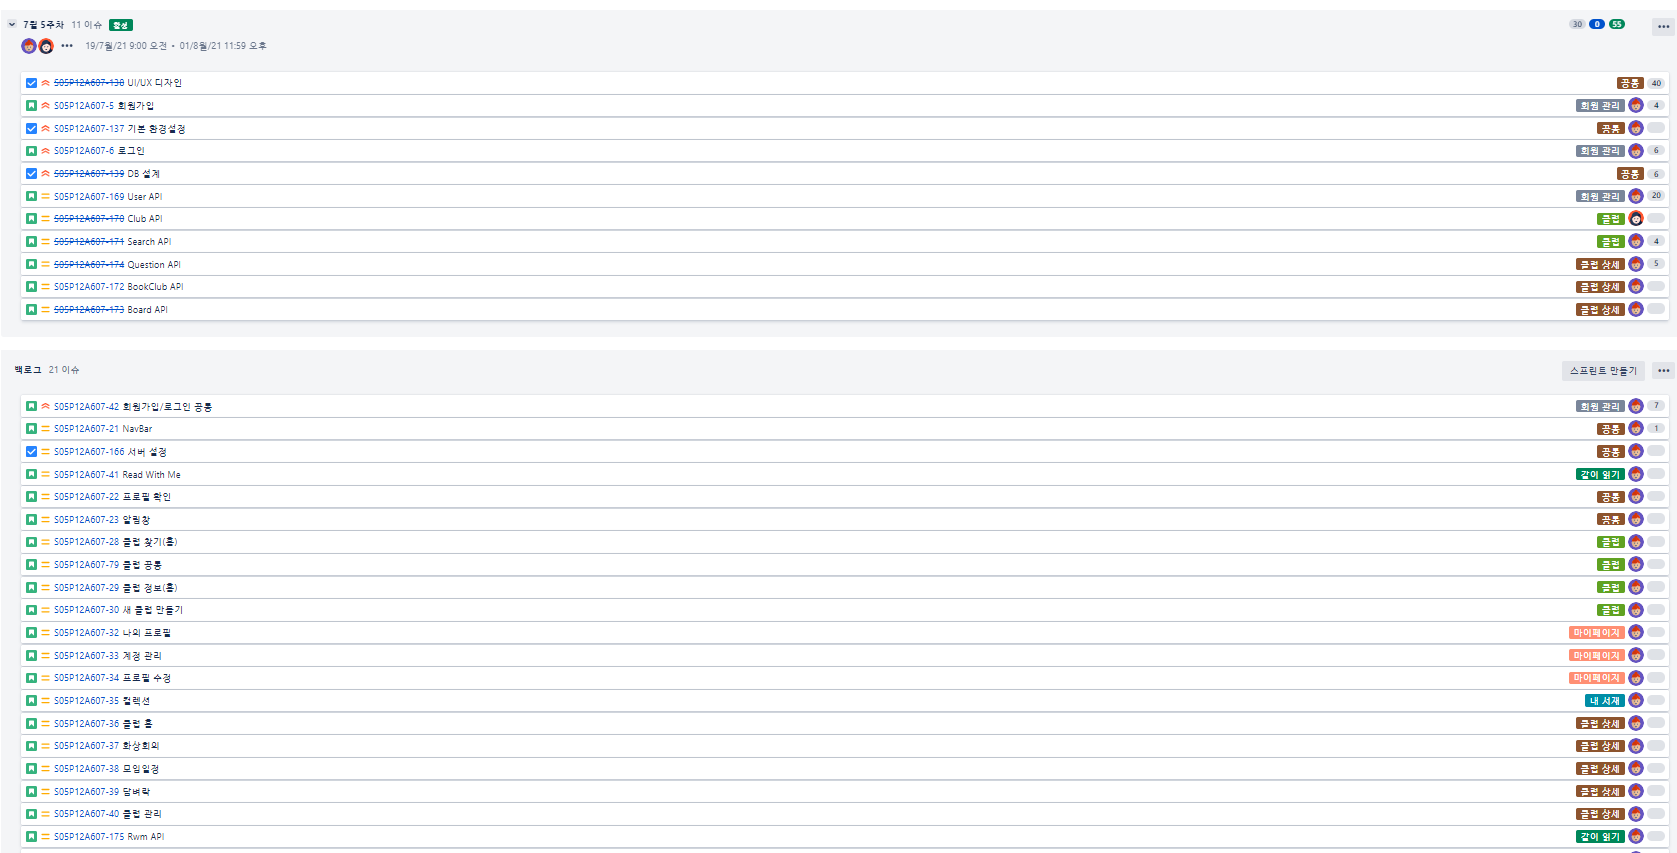 7월 5주차 11 이슈 활성 30 0 55
19/7월/21 9:00 오전 • 01/8월/21 11:59 오후
S05P12A607-138 UI/UX 디자인 공통 40
S05P12A607-5 회원가입 회원 관리 4
S05P12A607-137 기본 환경설정 공통
S05P12A607-6 로그인 회원 관리 6
S05P12A607-139 DB 설계 공통 6
S05P12A607-169 User API 회원 관리 20
S05P12A607-170 Club API 클럽
S05P12A607-171 Search API 클럽 4
S05P12A607-174 Question API 클럽 상세 5
S05P12A607-172 BookClub API 클럽 상세
S05P12A607-173 Board API 클럽 상세
백로그 21 이슈 스프린트 만들기
S05P12A607-42 회원가입/로그인 공통 회원 관리 7
S05P12A607-21 NavBar 공통 1
S05P12A607-166 서버 설정 공통
S05P12A607-41 Read With Me 같이 읽기
S05P12A607-22 프로필 확인 공통
S05P12A607-23 알림창 공통
S05P12A607-28 클럽 찾기(홈) 클럽
S05P12A607-79 클럽 공통 클럽
S05P12A607-29 클럽 정보(홈) 클럽
S05P12A607-30 새 클럽 만들기 클럽
S05P12A607-32 나의 프로필 마이페이지
S05P12A607-33 계정 관리 마이페이지
S05P12A607-34 프로필 수정 마이페이지
S05P12A607-35 컬렉션 내 서재
S05P12A607-36 클럽 홈 클럽 상세
S05P12A607-37 화상회의 클럽 상세
S05P12A607-38 모임일정 클럽 상세
S05P12A607-39 담벼락 클럽 상세
S05P12A607-40 클럽 관리 클럽 상세
S05P12A607-175 Rwm API 같이 읽기